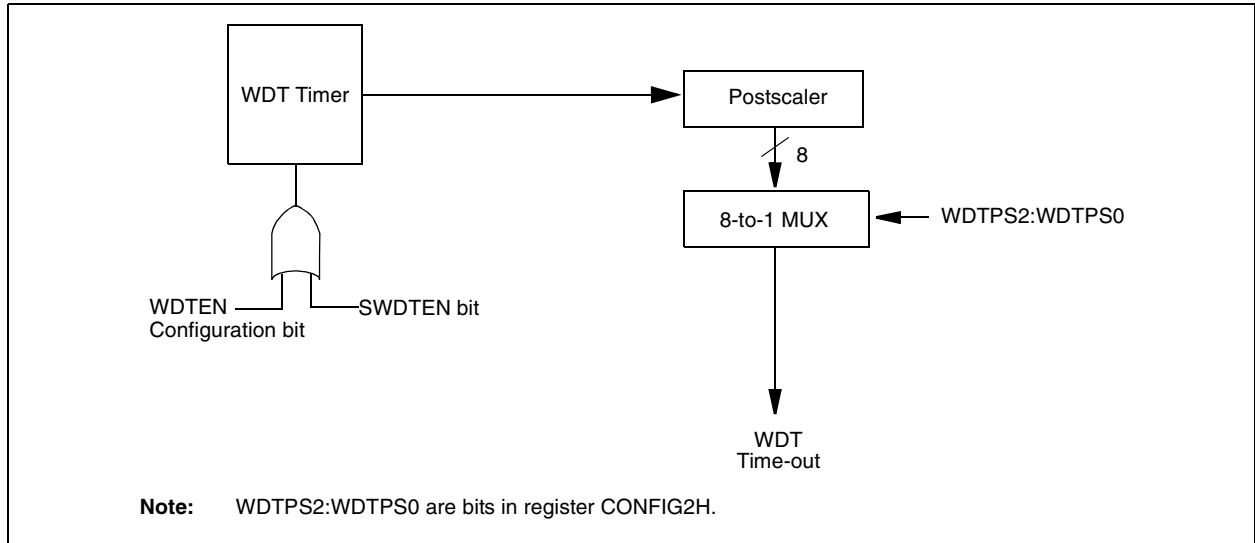 WDT Timer
Postscaler
8
8-to-1 MUX
WDTPS2:WDTPS0
WDTEN
Configuration bit
SWDTEN bit
WDT
Time-out
Note: WDTPS2:WDTPS0 are bits in register CONFIG2H.